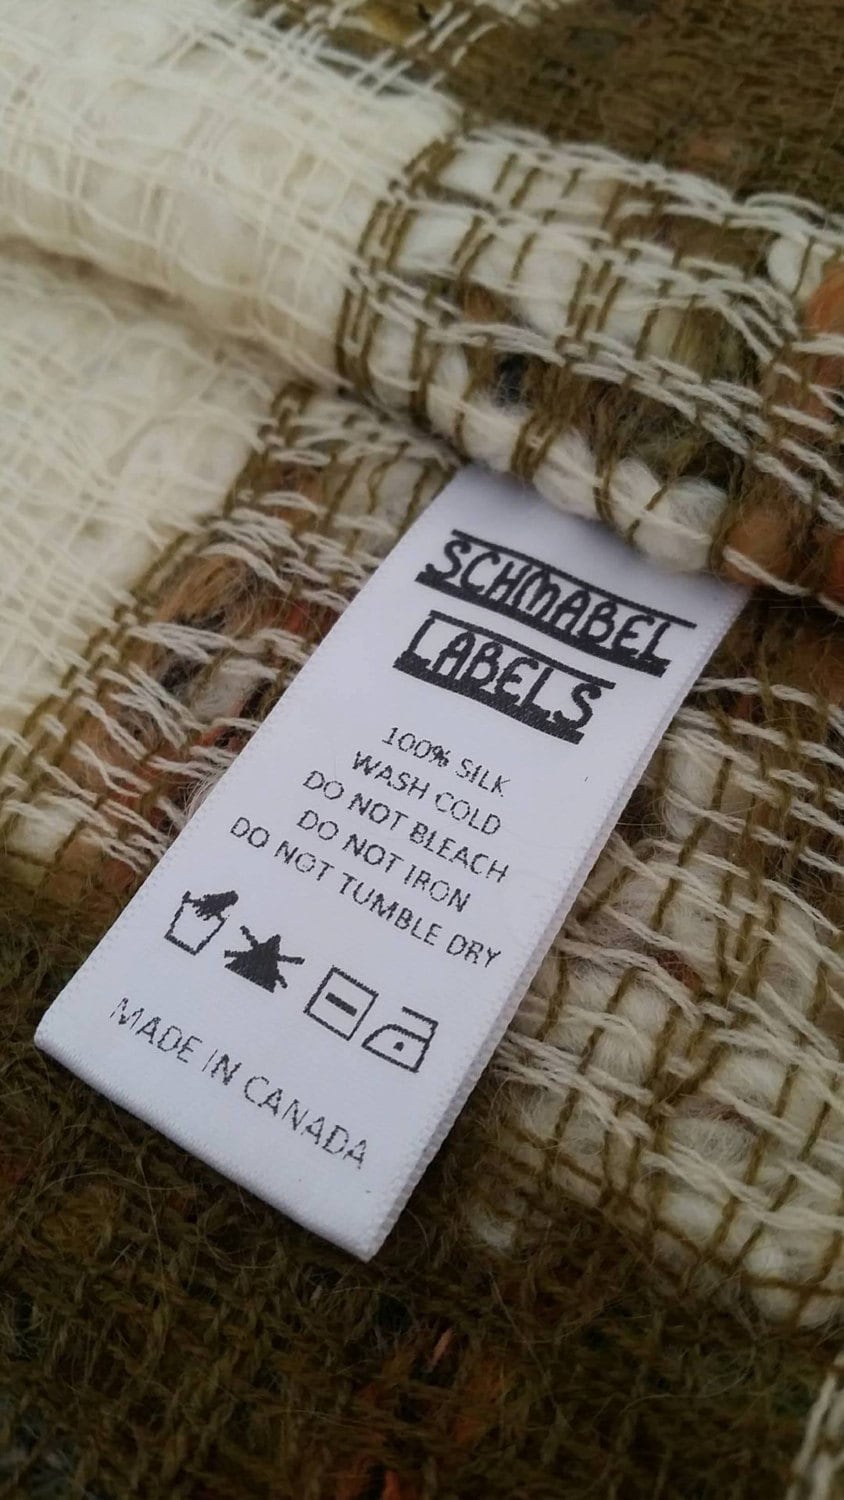 SCHMABEL
LABELS
100% SILK
WASH COLD
DO NOT BLEACH
DO NOT IRON
DO NOT TUMBLE DRY
MADE IN CANADA